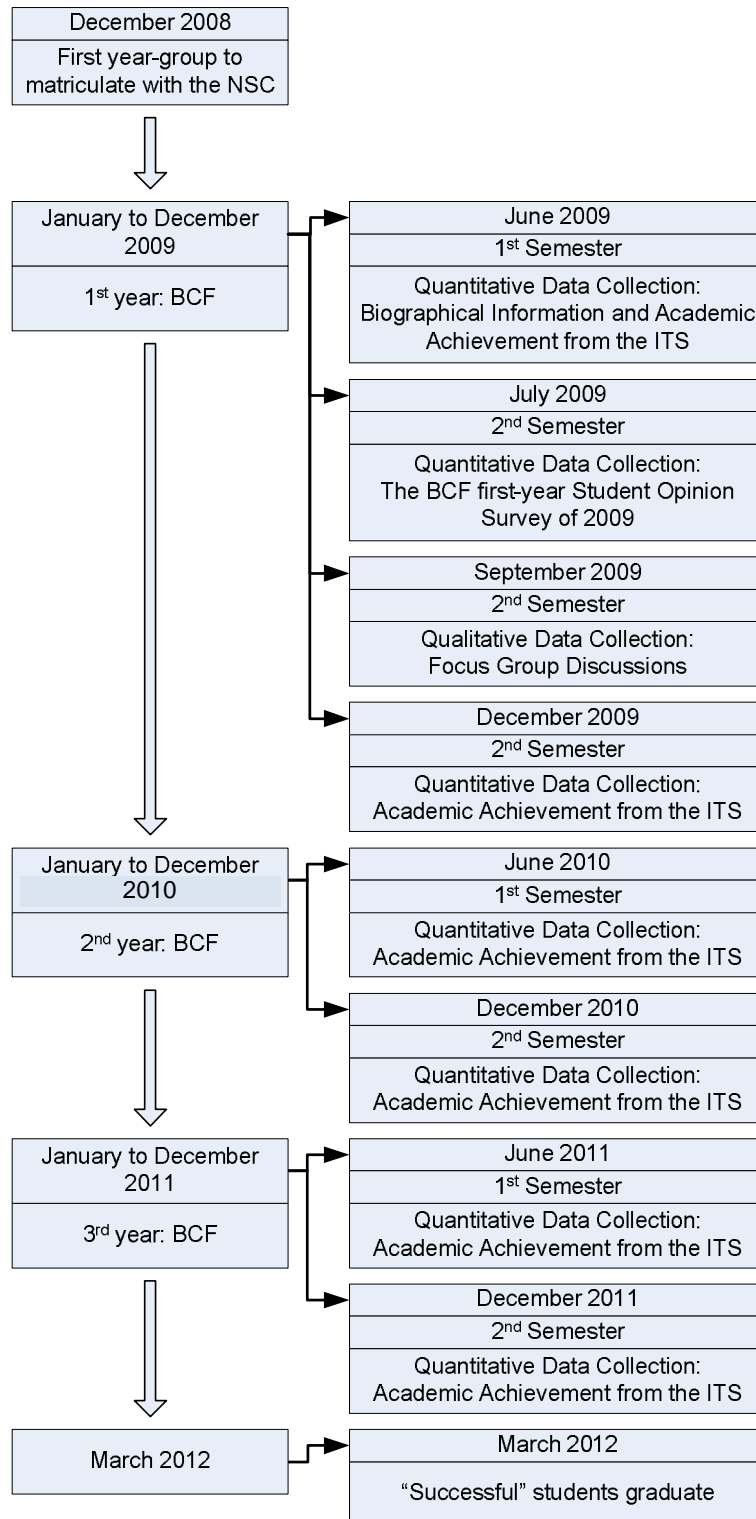 December 2008
First year-group to
matriculate with the NSC
January to December
2009
1st year: BCF
June 2009
1st Semester
Quantitative Data Collection:
Biographical Information and Academic
Achievement from the ITS
July 2009
2nd Semester
Quantitative Data Collection:
The BCF first-year Student Opinion
Survey of 2009
September 2009
2nd Semester
Qualitative Data Collection:
Focus Group Discussions
December 2009
2nd Semester
Quantitative Data Collection:
Academic Achievement from the ITS
January to December
2010
2nd year: BCF
June 2010
1st Semester
Quantitative Data Collection:
Academic Achievement from the ITS
December 2010
2nd Semester
Quantitative Data Collection:
Academic Achievement from the ITS
January to December
2011
3rd year: BCF
June 2011
1st Semester
Quantitative Data Collection:
Academic Achievement from the ITS
December 2011
2nd Semester
Quantitative Data Collection:
Academic Achievement from the ITS
March 2012
March 2012
“Successful” students graduate